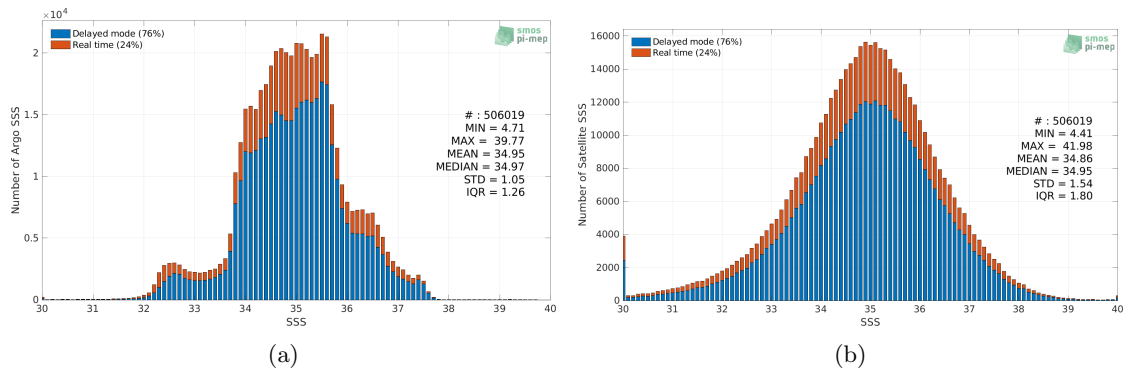 ×10⁴
Delayed mode (76%)
Real time (24%)
smos
pi-mep
2
1.5
1
0.5
0
Number of Argo SSS
# : 506019
MIN = 4.71
MAX = 39.77
MEAN = 34.95
MEDIAN = 34.97
STD = 1.05
IQR = 1.26
30 31 32 33 34 35 36 37 38 39 40
SSS
(a)
Delayed mode (76%)
Real time (24%)
smos
pi-mep
16000
14000
12000
10000
8000
6000
4000
2000
0
Number of Satellite SSS
# : 506019
MIN = 4.41
MAX = 41.98
MEAN = 34.86
MEDIAN = 34.95
STD = 1.54
IQR = 1.80
30 31 32 33 34 35 36 37 38 39 40
SSS
(b)